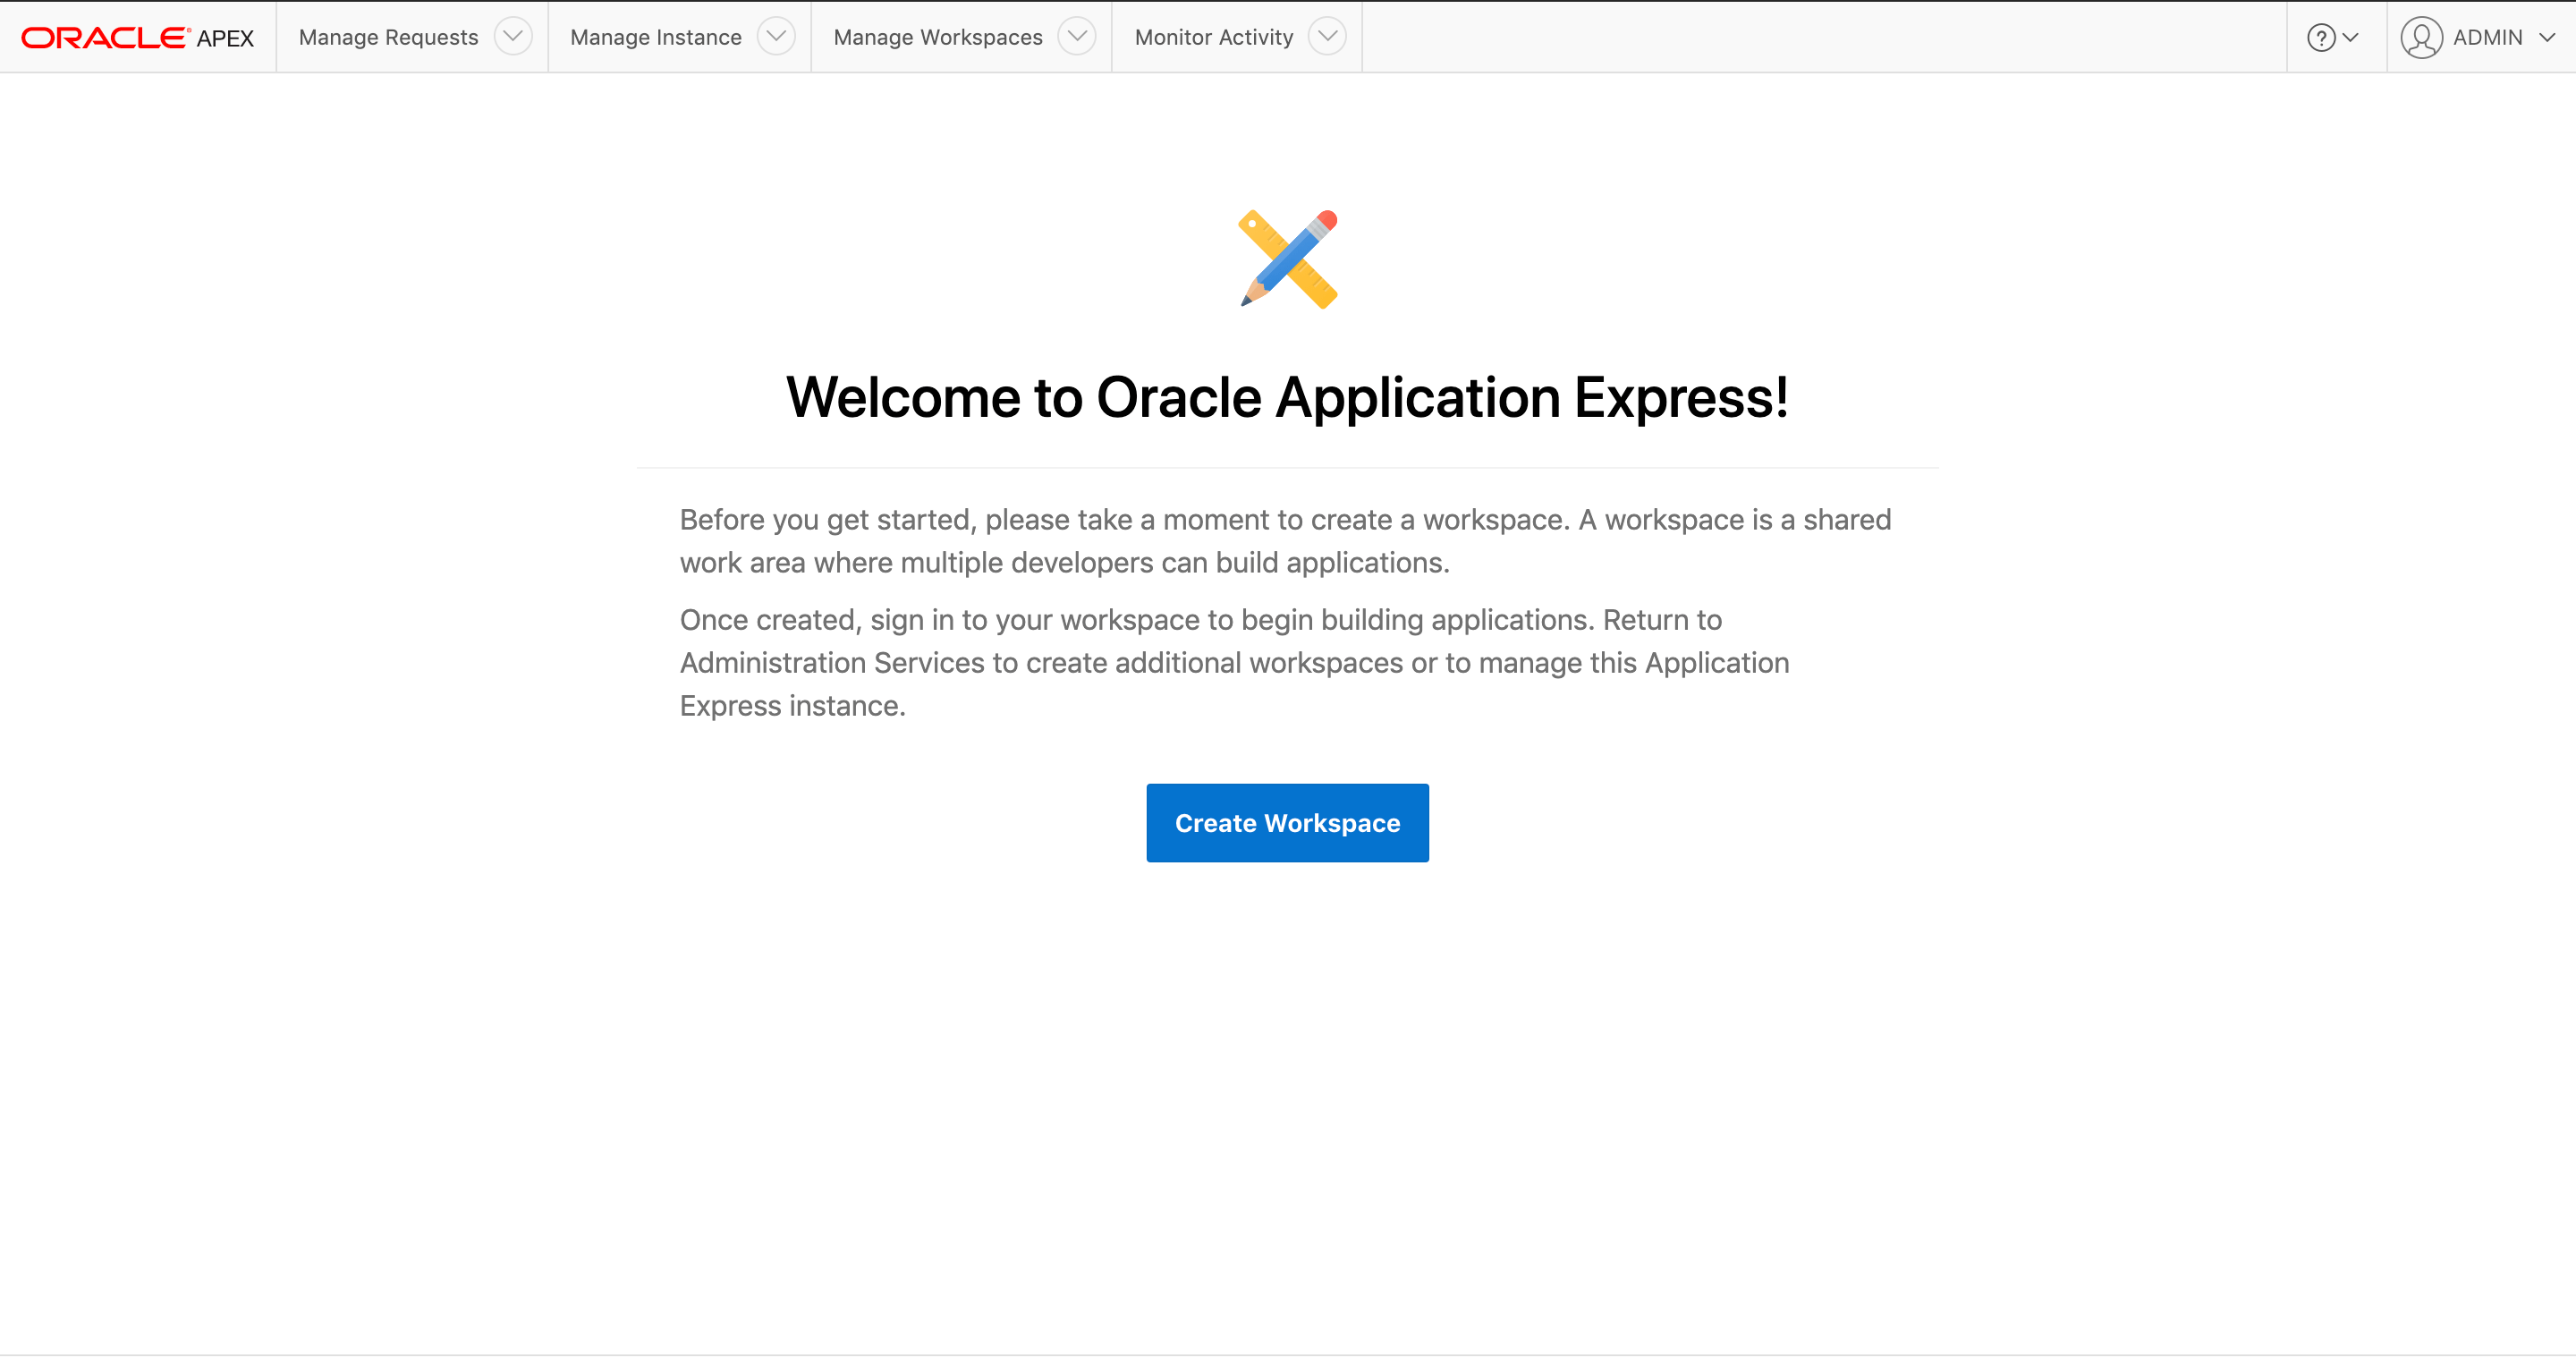 ORACLE® APEX Manage Requests Manage Instance Manage Workspaces Monitor Activity ? ADMIN
Welcome to Oracle Application Express!
Before you get started, please take a moment to create a workspace. A workspace is a shared
work area where multiple developers can build applications.
Once created, sign in to your workspace to begin building applications. Return to
Administration Services to create additional workspaces or to manage this Application
Express instance.
Create Workspace